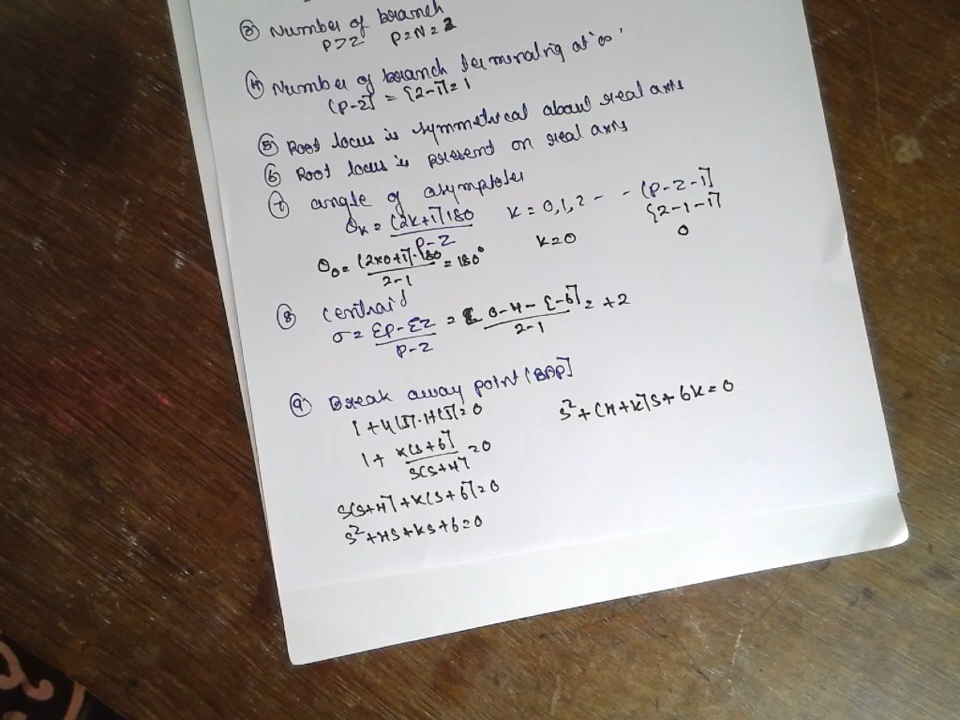 ③ Number of branch
P>Z P=N=2
④ Number of branch terminating at ∞'
(P-Z) = (2-1)=1
⑤ Root locus is symmetrical about real axis
⑥ Root locus is present on real axis
⑦ angle of asymptotes
θk = (2k+1)180 / P-Z K = 0,1,2 - - (P-Z-1)
(2-1-1)
θ0 = (2x0+1)·180 / 2-1 = 180° K=0 0
⑧ Centroid
σ = ΣP-ΣZ / P-Z = 0-4-(-6) / 2-1 = +2
⑨ Break away point (BAP)
1+G(s)·H(s)=0 s²+(4+K)s+6K=0
1+ K(s+6) / s(s+4) =0
s(s+4)+K(s+6)=0
s²+4s+ks+6=0